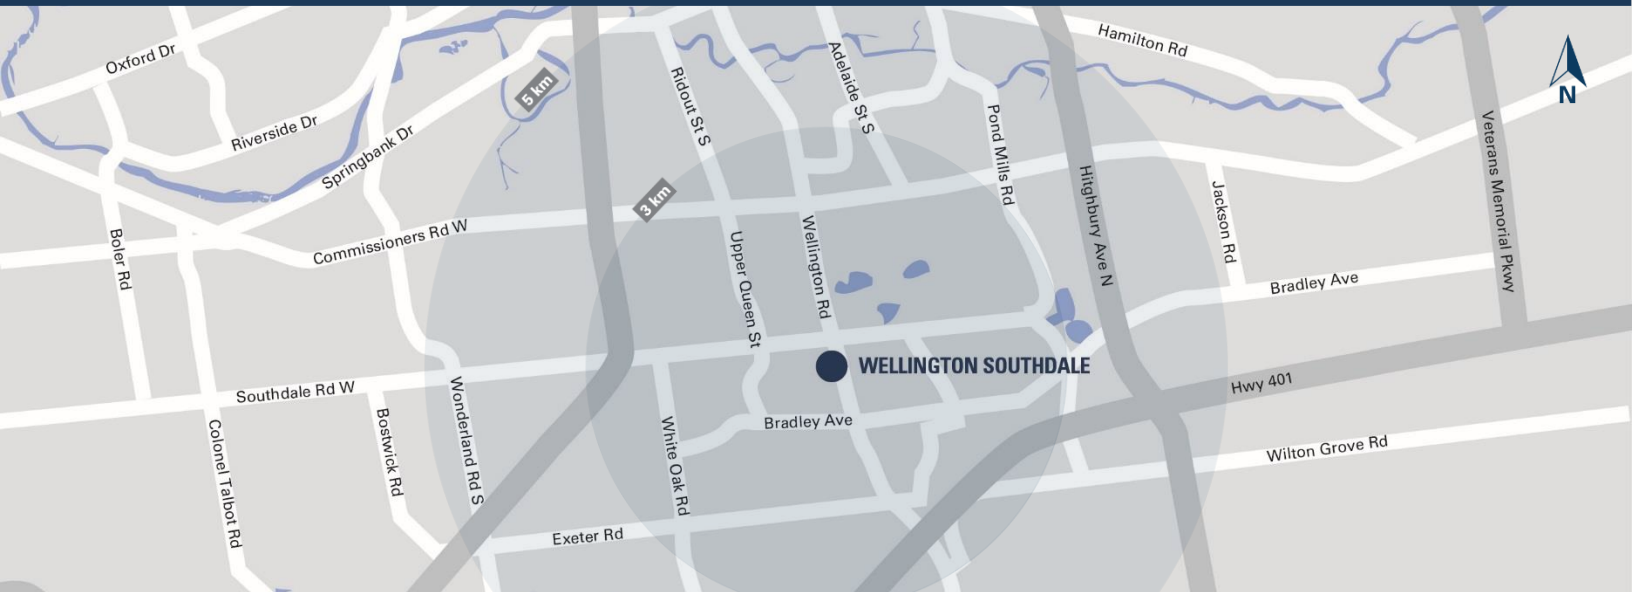 Oxford Dr
Riverside Dr
Springbank Dr
5 km
Ridout St S
Adelaide St S
Hamilton Rd
N
Pond Mills Rd
Veterans Memorial Pkwy
3 km
Hitghbury Ave N
Jackson Rd
Boler Rd
Commissioners Rd W
Upper Queen St
Wellington Rd
Bradley Ave
WELLINGTON SOUTHDALE
Hwy 401
Southdale Rd W
Wonderland Rd S
Bostwick Rd
Colonel Talbot Rd
White Oak Rd
Bradley Ave
Wilton Grove Rd
Exeter Rd